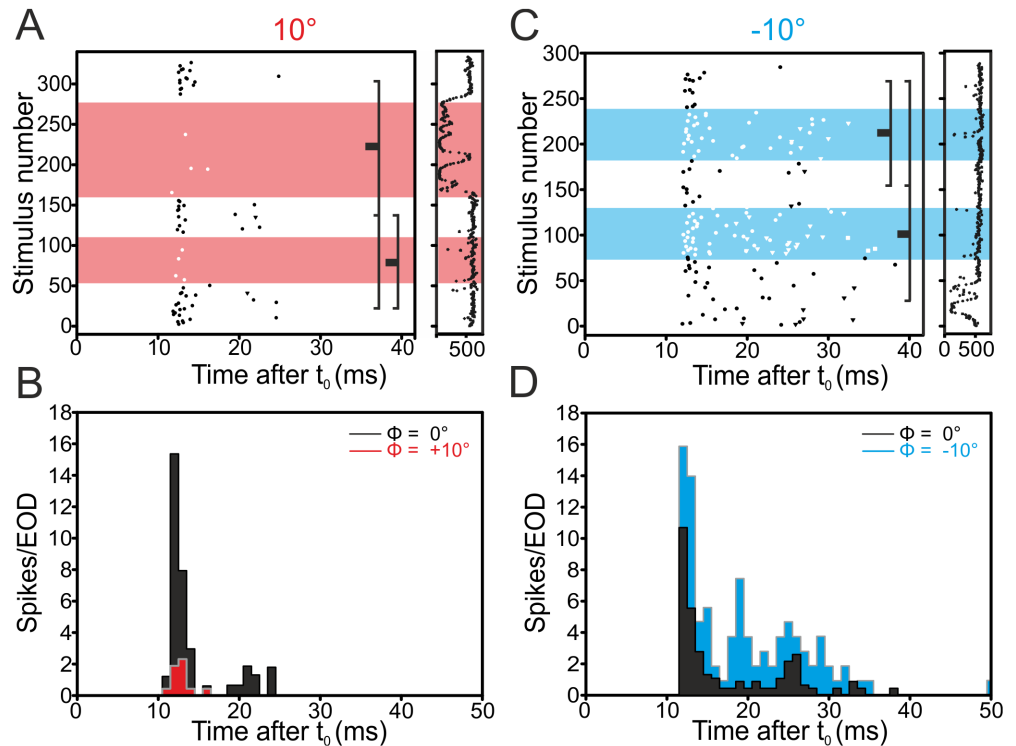 A
10°
Stimulus number
300
250
200
150
100
50
0
0 10 20 30 40
500
Time after t0 (ms)
C
-10°
Stimulus number
300
250
200
150
100
50
0
0 10 20 30 40
0 500
Time after t0 (ms)
B
Spikes/EOD
18
16
14
12
10
8
6
4
2
0
Φ = 0°
Φ = +10°
0 10 20 30 40 50
Time after t0 (ms)
D
Spikes/EOD
18
16
14
12
10
8
6
4
2
0
Φ = 0°
Φ = -10°
0 10 20 30 40 50
Time after t0 (ms)